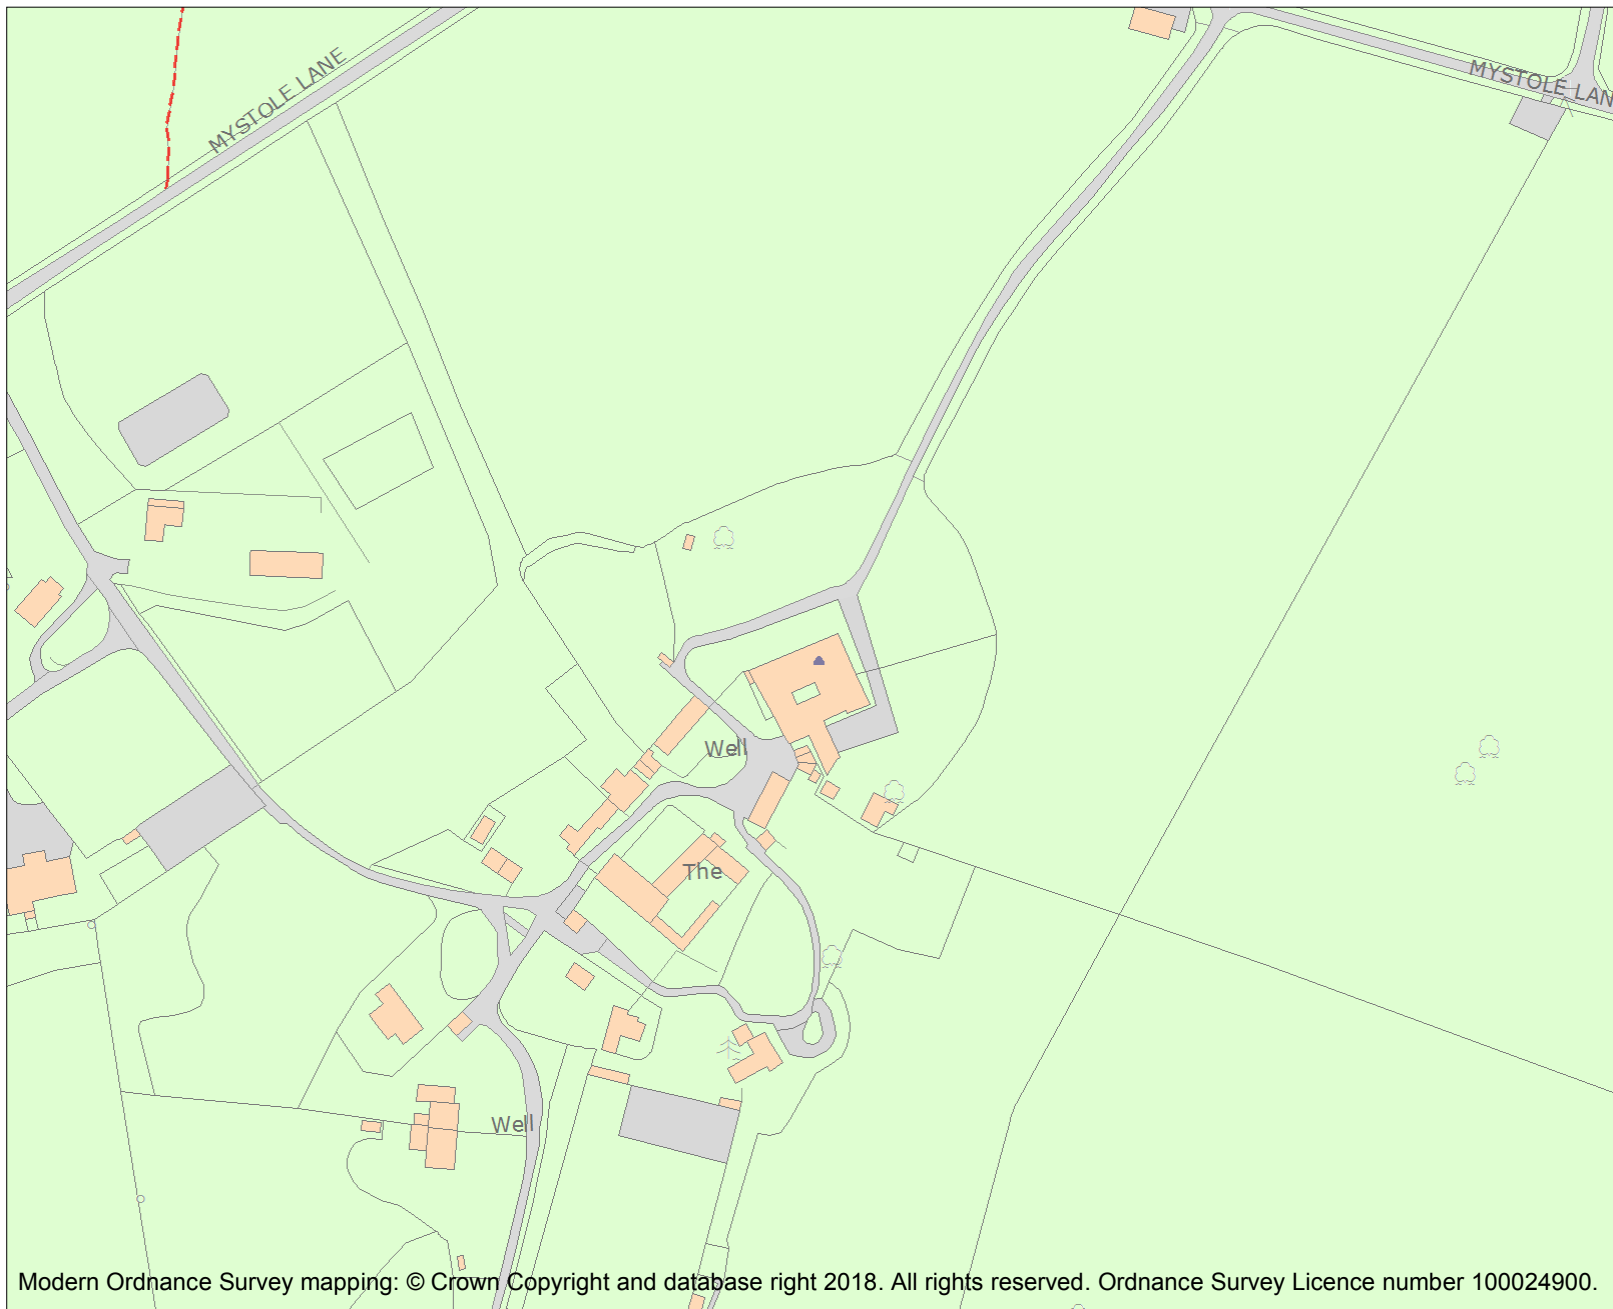 MYSTOLE LANE
MYSTOLE LAN
Well
The
Well
Modern Ordnance Survey mapping: © Crown Copyright and database right 2018. All rights reserved. Ordnance Survey Licence number 100024900.